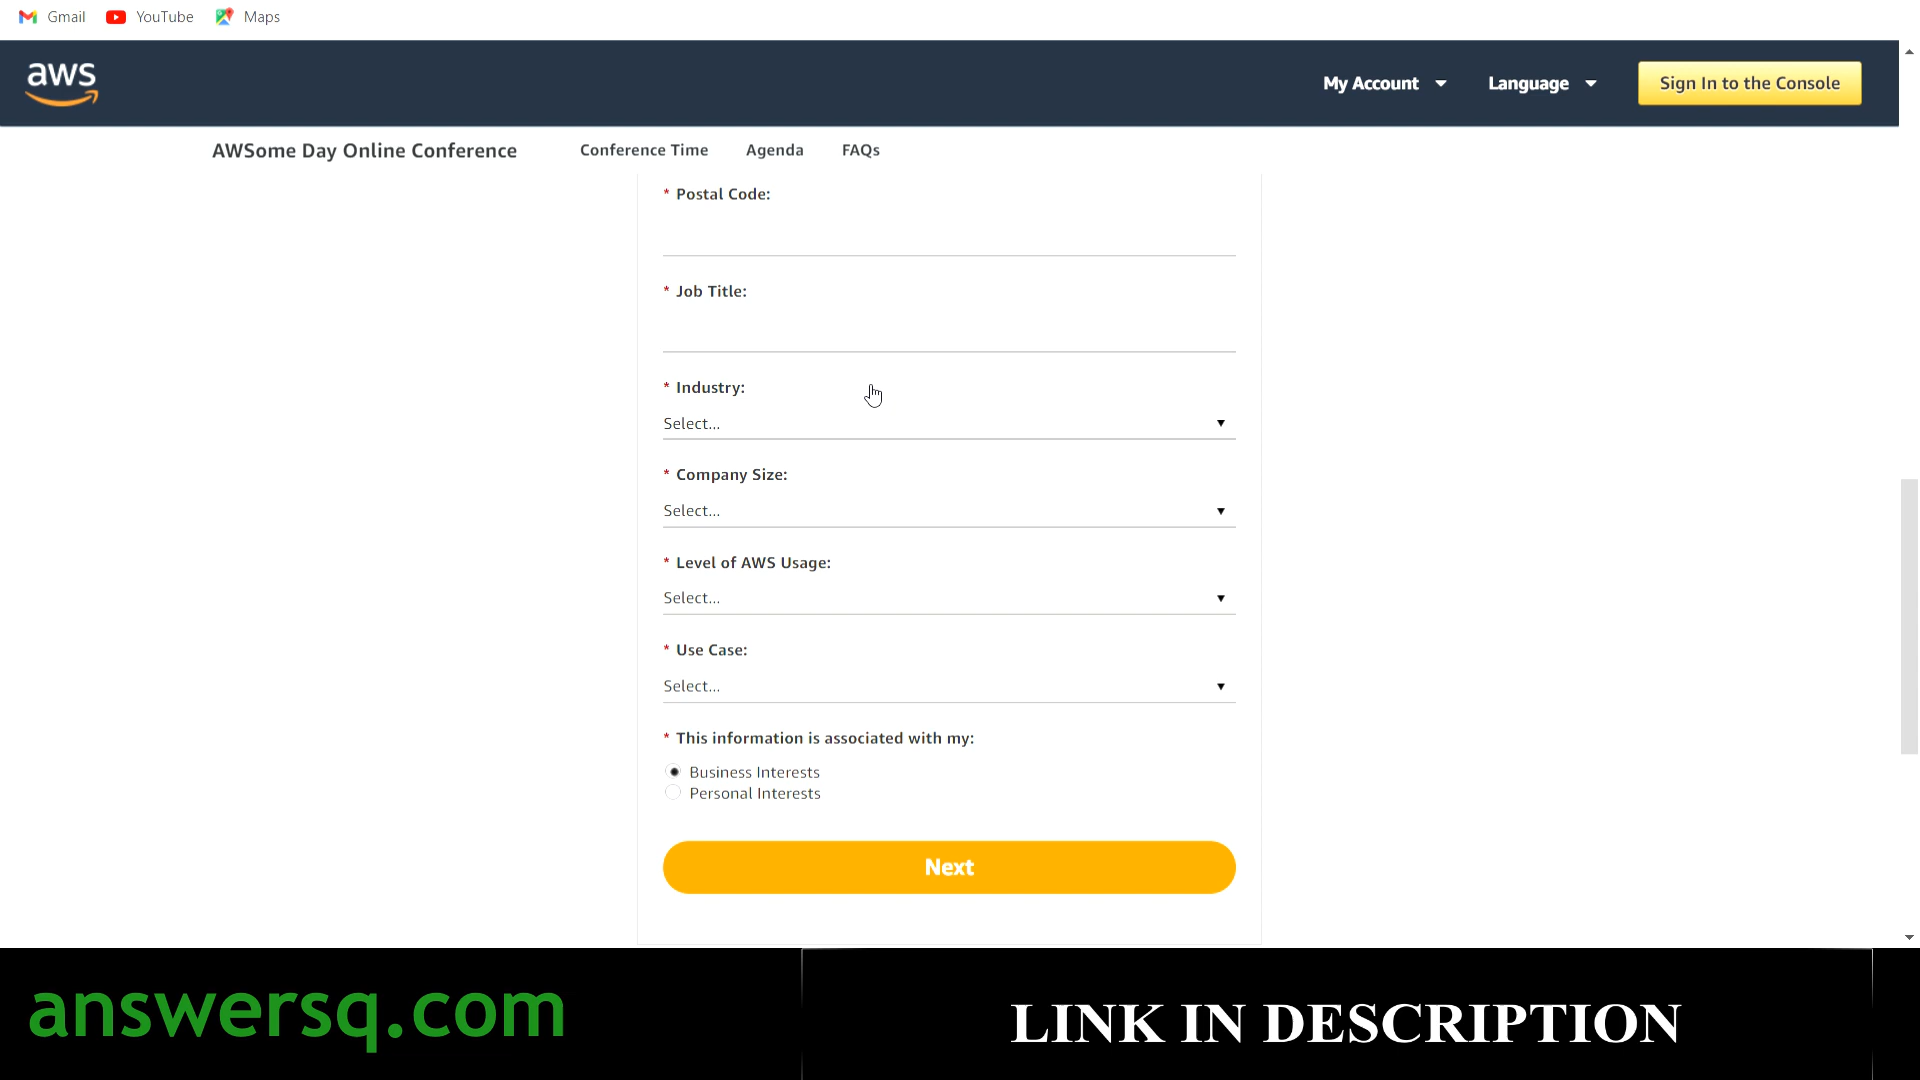 Gmail YouTube Maps
aws My Account Language Sign In to the Console
AWSome Day Online Conference Conference Time Agenda FAQs
* Postal Code:
* Job Title:
* Industry:
Select...
* Company Size:
Select...
* Level of AWS Usage:
Select...
* Use Case:
Select...
* This information is associated with my:
Business Interests
Personal Interests
Next
answersq.com LINK IN DESCRIPTION